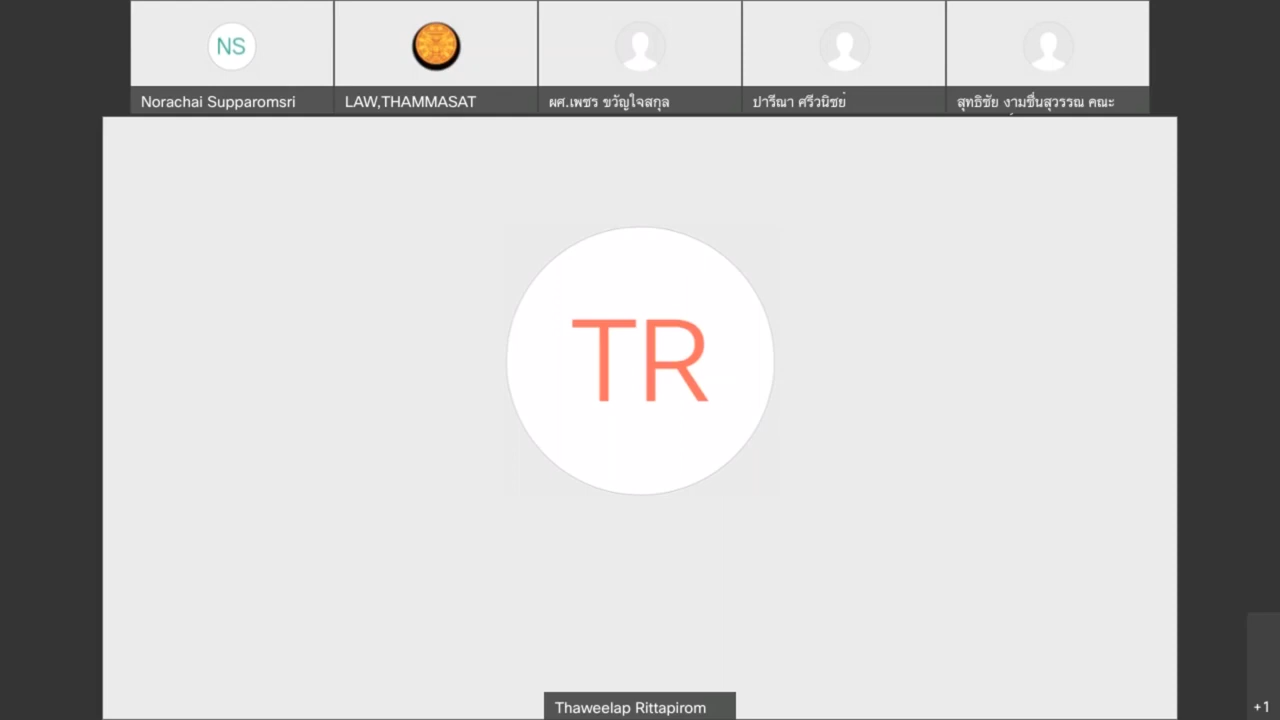 NS
Norachai Supparomsri
LAW,THAMMASAT
ผศ.เพชร ขวัญใจสกุล
ปารีณา ศรีวนิชย์
สุทธิชัย งามชื่นสุวรรณ คณะ
TR
Thaweelap Rittapirom
+1